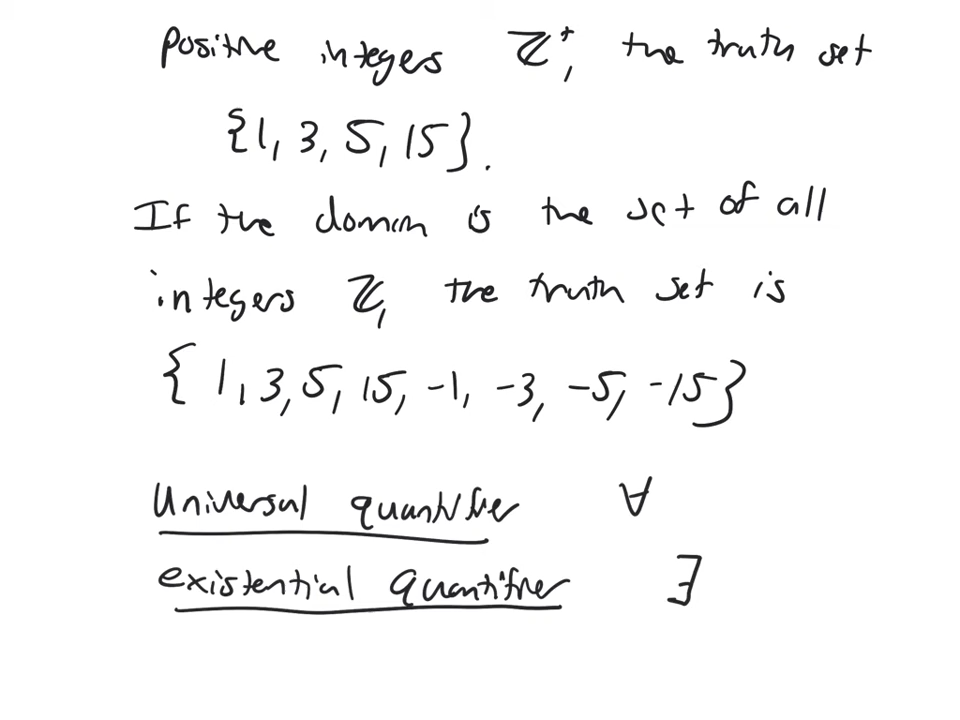 Positive integers ℤ⁺, the truth set
{1, 3, 5, 15}.
If the domain is the set of all
integers ℤ, the truth set is
{ 1, 3, 5, 15, -1, -3, -5, -15}
Universal quantifier ∀
existential quantifier ∃